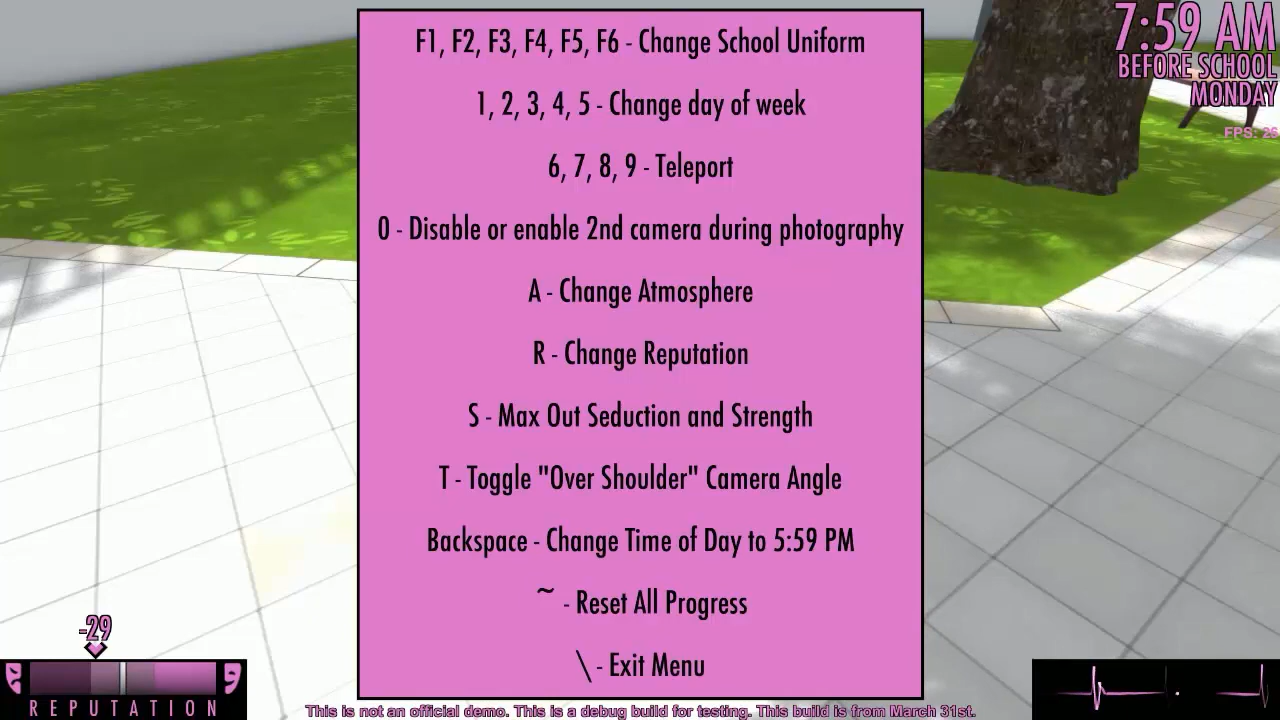 F1, F2, F3, F4, F5, F6 - Change School Uniform
1, 2, 3, 4, 5 - Change day of week
6, 7, 8, 9 - Teleport
0 - Disable or enable 2nd camera during photography
A - Change Atmosphere
R - Change Reputation
S - Max Out Seduction and Strength
T - Toggle "Over Shoulder" Camera Angle
Backspace - Change Time of Day to 5:59 PM
~ - Reset All Progress
\ - Exit Menu
7:59 AM
BEFORE SCHOOL
MONDAY
FPS: 26
-29
REPUTATION
This is not an official demo. This is a debug build for testing. This build is from March 31st.